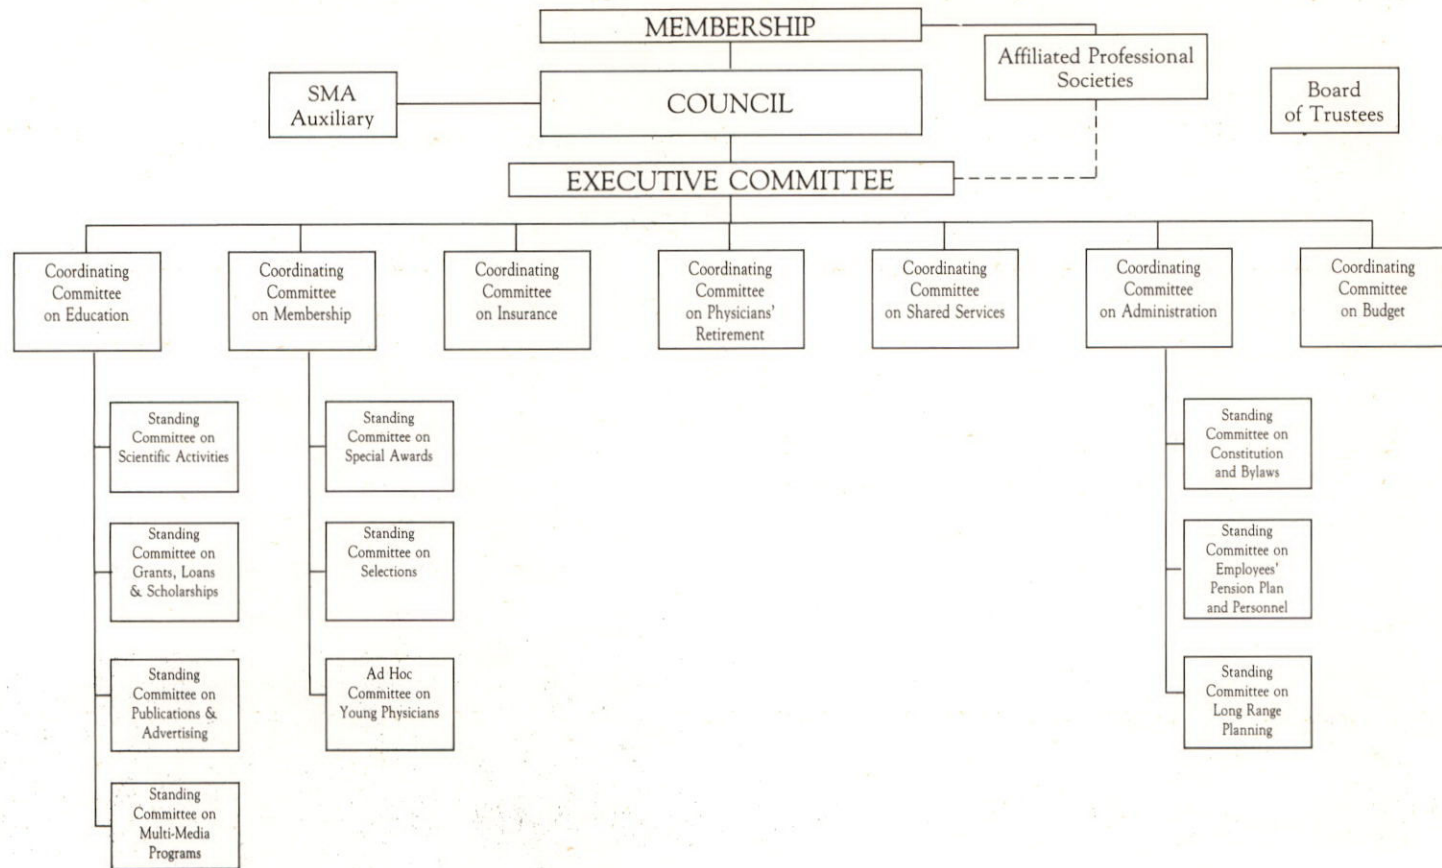 MEMBERSHIP
Affiliated Professional
Societies
SMA
Auxiliary
COUNCIL
Board
of Trustees
EXECUTIVE COMMITTEE
Coordinating
Committee
on Education
Coordinating
Committee
on Membership
Coordinating
Committee
on Insurance
Coordinating
Committee
on Physicians'
Retirement
Coordinating
Committee
on Shared Services
Coordinating
Committee
on Administration
Coordinating
Committee
on Budget
Standing
Committee on
Scientific Activities
Standing
Committee on
Grants, Loans
& Scholarships
Standing
Committee on
Publications &
Advertising
Standing
Committee on
Multi-Media
Programs
Standing
Committee on
Special Awards
Standing
Committee on
Selections
Ad Hoc
Committee on
Young Physicians
Standing
Committee on
Constitution
and Bylaws
Standing
Committee on
Employees'
Pension Plan
and Personnel
Standing
Committee on
Long Range
Planning